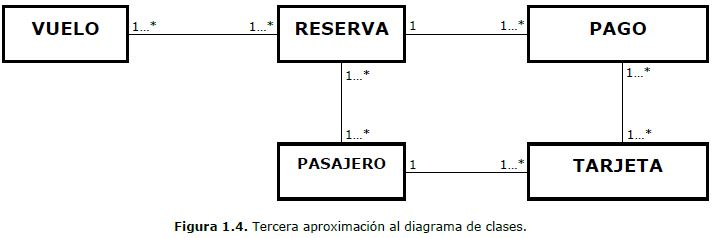 VUELO 1...* 1...* RESERVA 1 1...* PAGO
1...* 1...*
1...* 1...*
PASAJERO 1 1...* TARJETA
Figura 1.4. Tercera aproximación al diagrama de clases.